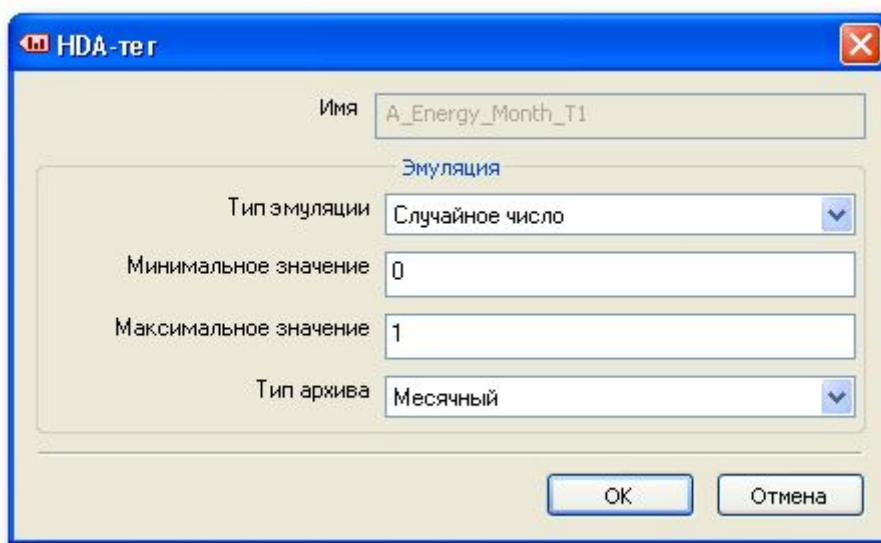 HDA-тег
Имя A_Energy_Month_T1
Эмуляция
Тип эмуляции Случайное число
Минимальное значение 0
Максимальное значение 1
Тип архива Месячный
OK Отмена